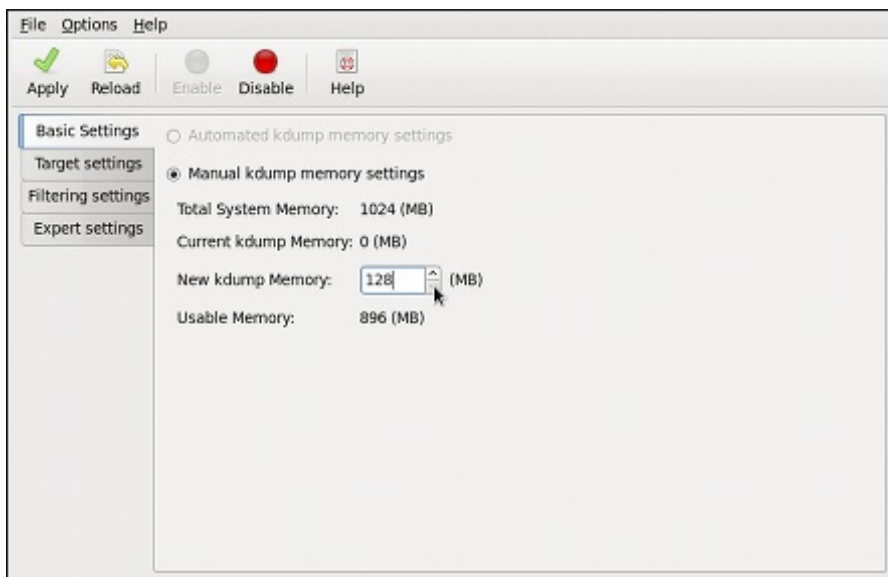 File Options Help
Apply Reload Enable Disable Help
Basic Settings
Target settings
Filtering settings
Expert settings
Automated kdump memory settings
Manual kdump memory settings
Total System Memory: 1024 (MB)
Current kdump Memory: 0 (MB)
New kdump Memory: 128 (MB)
Usable Memory: 896 (MB)